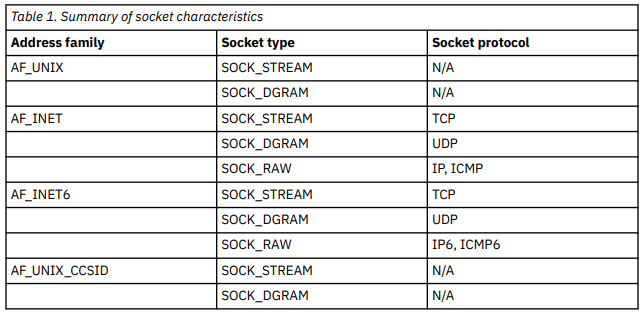 Table 1. Summary of socket characteristics
Address family Socket type Socket protocol
AF_UNIX SOCK_STREAM N/A
SOCK_DGRAM N/A
AF_INET SOCK_STREAM TCP
SOCK_DGRAM UDP
SOCK_RAW IP, ICMP
AF_INET6 SOCK_STREAM TCP
SOCK_DGRAM UDP
SOCK_RAW IP6, ICMP6
AF_UNIX_CCSID SOCK_STREAM N/A
SOCK_DGRAM N/A